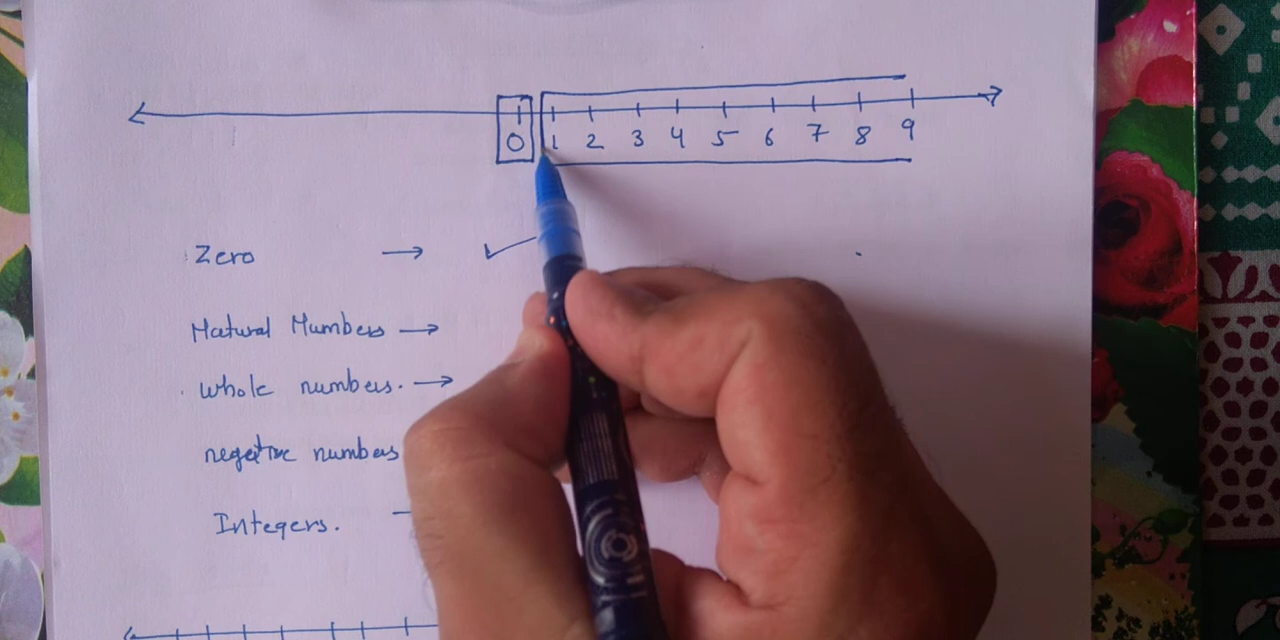 0 1 2 3 4 5 6 7 8 9
Zero → ✓
Natural Numbers →
Whole numbers. →
negative numbers
Integers.